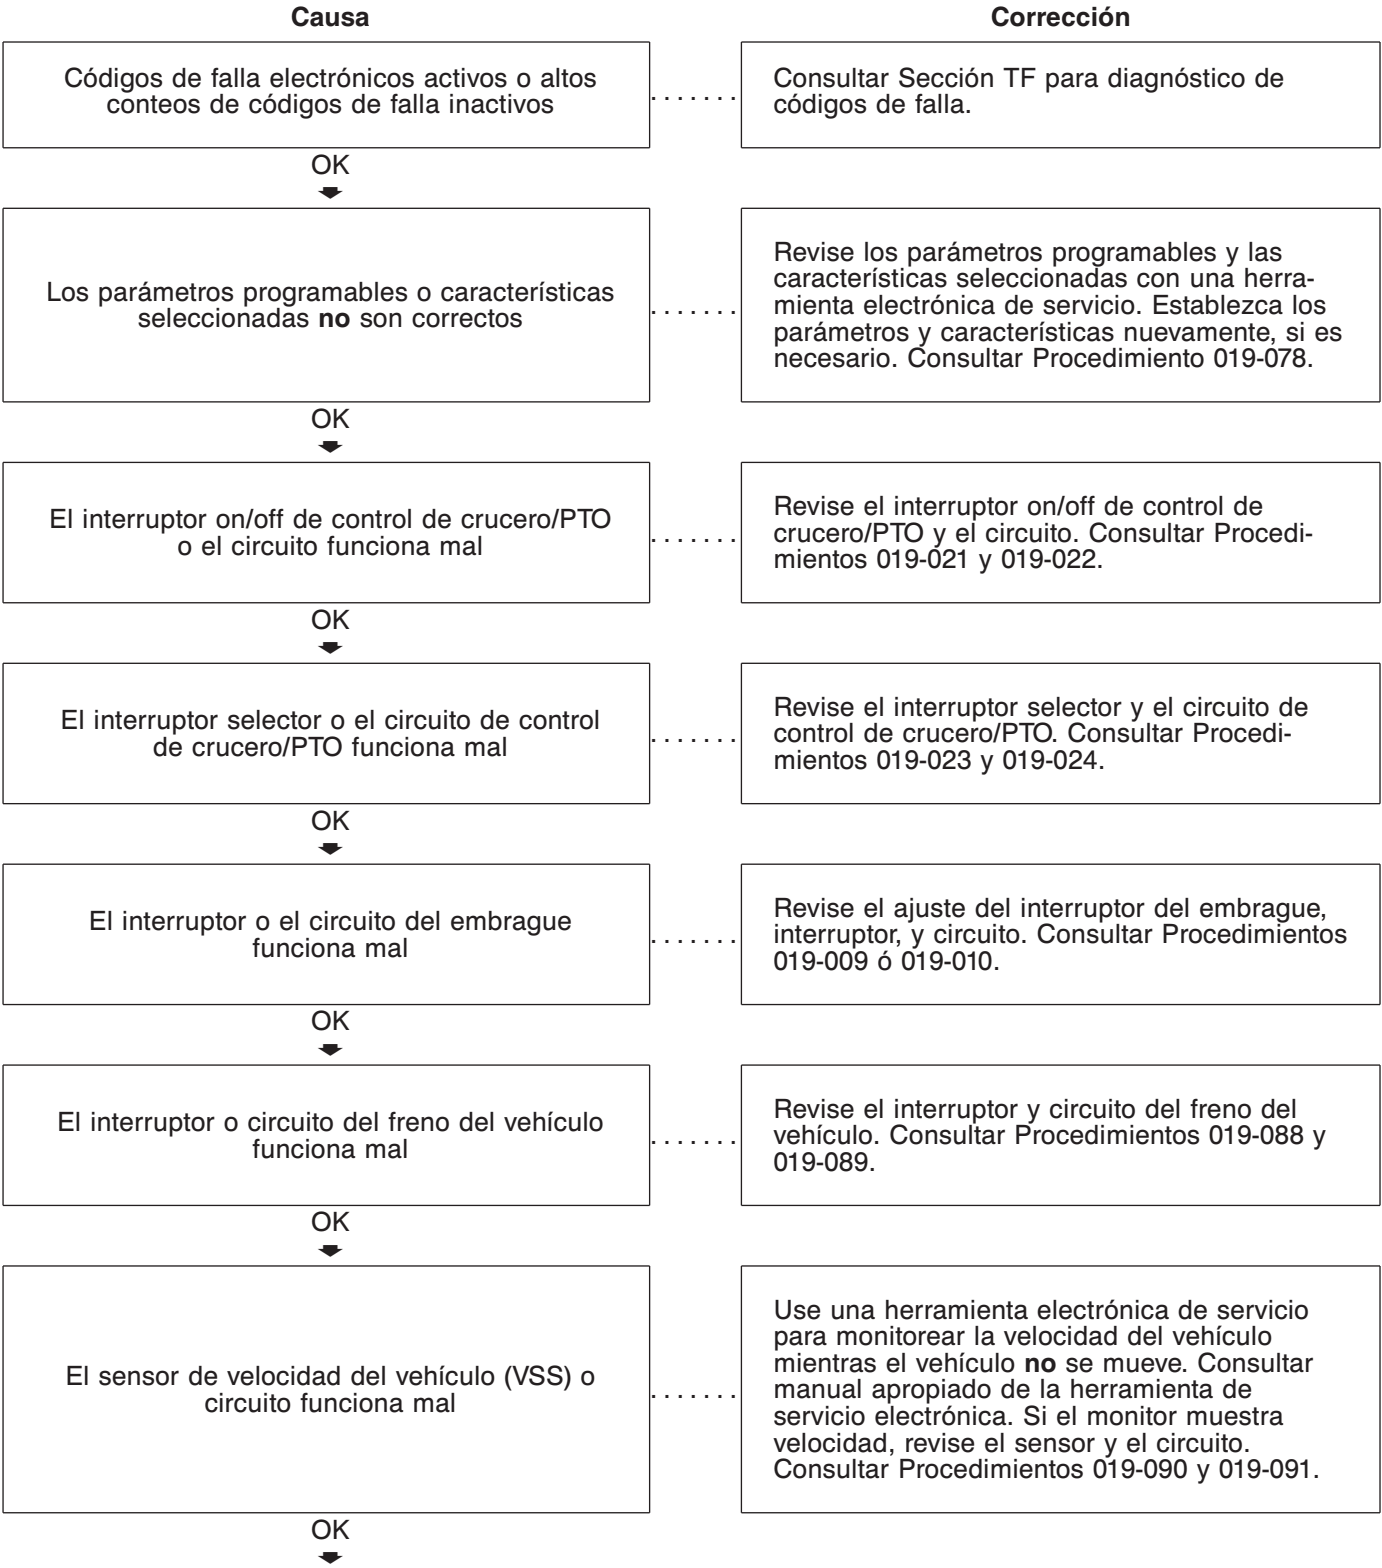 Causa
Corrección
Códigos de falla electrónicos activos o altos
conteos de códigos de falla inactivos
. . . . . . .
Consultar Sección TF para diagnóstico de
códigos de falla.
OK
Los parámetros programables o características
seleccionadas no son correctos
. . . . . . .
Revise los parámetros programables y las
características seleccionadas con una herra-
mienta electrónica de servicio. Establezca los
parámetros y características nuevamente, si es
necesario. Consultar Procedimiento 019-078.
OK
El interruptor on/off de control de crucero/PTO
o el circuito funciona mal
. . . . . . .
Revise el interruptor on/off de control de
crucero/PTO y el circuito. Consultar Procedi-
mientos 019-021 y 019-022.
OK
El interruptor selector o el circuito de control
de crucero/PTO funciona mal
. . . . . . .
Revise el interruptor selector y el circuito de
control de crucero/PTO. Consultar Procedi-
mientos 019-023 y 019-024.
OK
El interruptor o el circuito del embrague
funciona mal
. . . . . . .
Revise el ajuste del interruptor del embrague,
interruptor, y circuito. Consultar Procedimientos
019-009 ó 019-010.
OK
El interruptor o circuito del freno del vehículo
funciona mal
. . . . . . .
Revise el interruptor y circuito del freno del
vehículo. Consultar Procedimientos 019-088 y
019-089.
OK
El sensor de velocidad del vehículo (VSS) o
circuito funciona mal
. . . . . . .
Use una herramienta electrónica de servicio
para monitorear la velocidad del vehículo
mientras el vehículo no se mueve. Consultar
manual apropiado de la herramienta de
servicio electrónica. Si el monitor muestra
velocidad, revise el sensor y el circuito.
Consultar Procedimientos 019-090 y 019-091.
OK